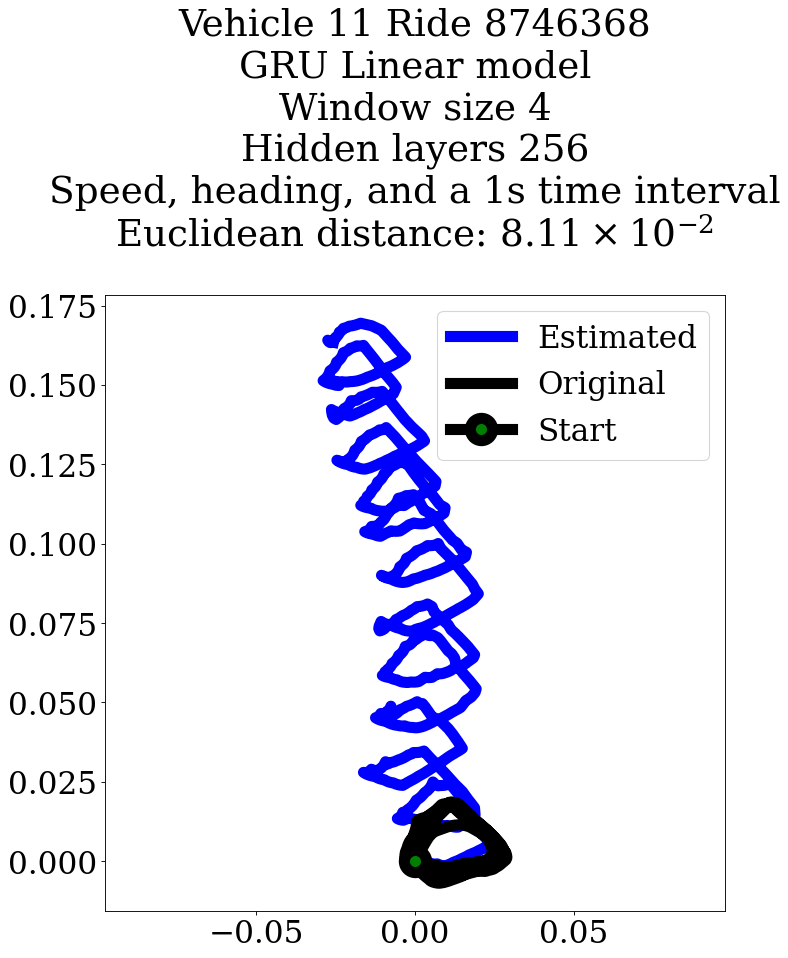 Vehicle 11 Ride 8746368
GRU Linear model
Window size 4
Hidden layers 256
Speed, heading, and a 1s time interval
Euclidean distance: 8.11 × 10⁻²
0.175
0.150
0.125
0.100
0.075
0.050
0.025
0.000
Estimated
Original
Start
−0.05
0.00
0.05